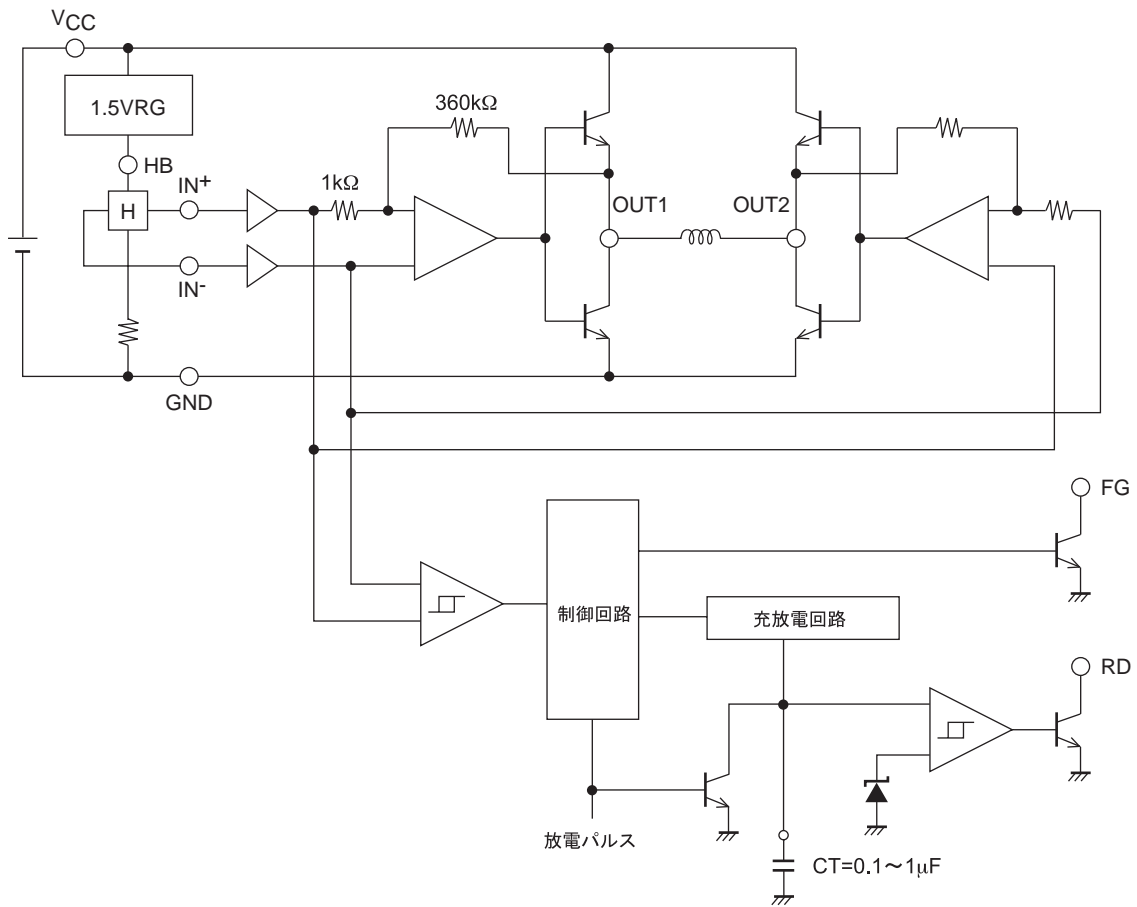 VCC
1.5VRG
HB
360kΩ
1kΩ
IN+
H
OUT1
OUT2
IN-
GND
FG
制御回路
充放電回路
RD
放電パルス
CT=0.1～1μF